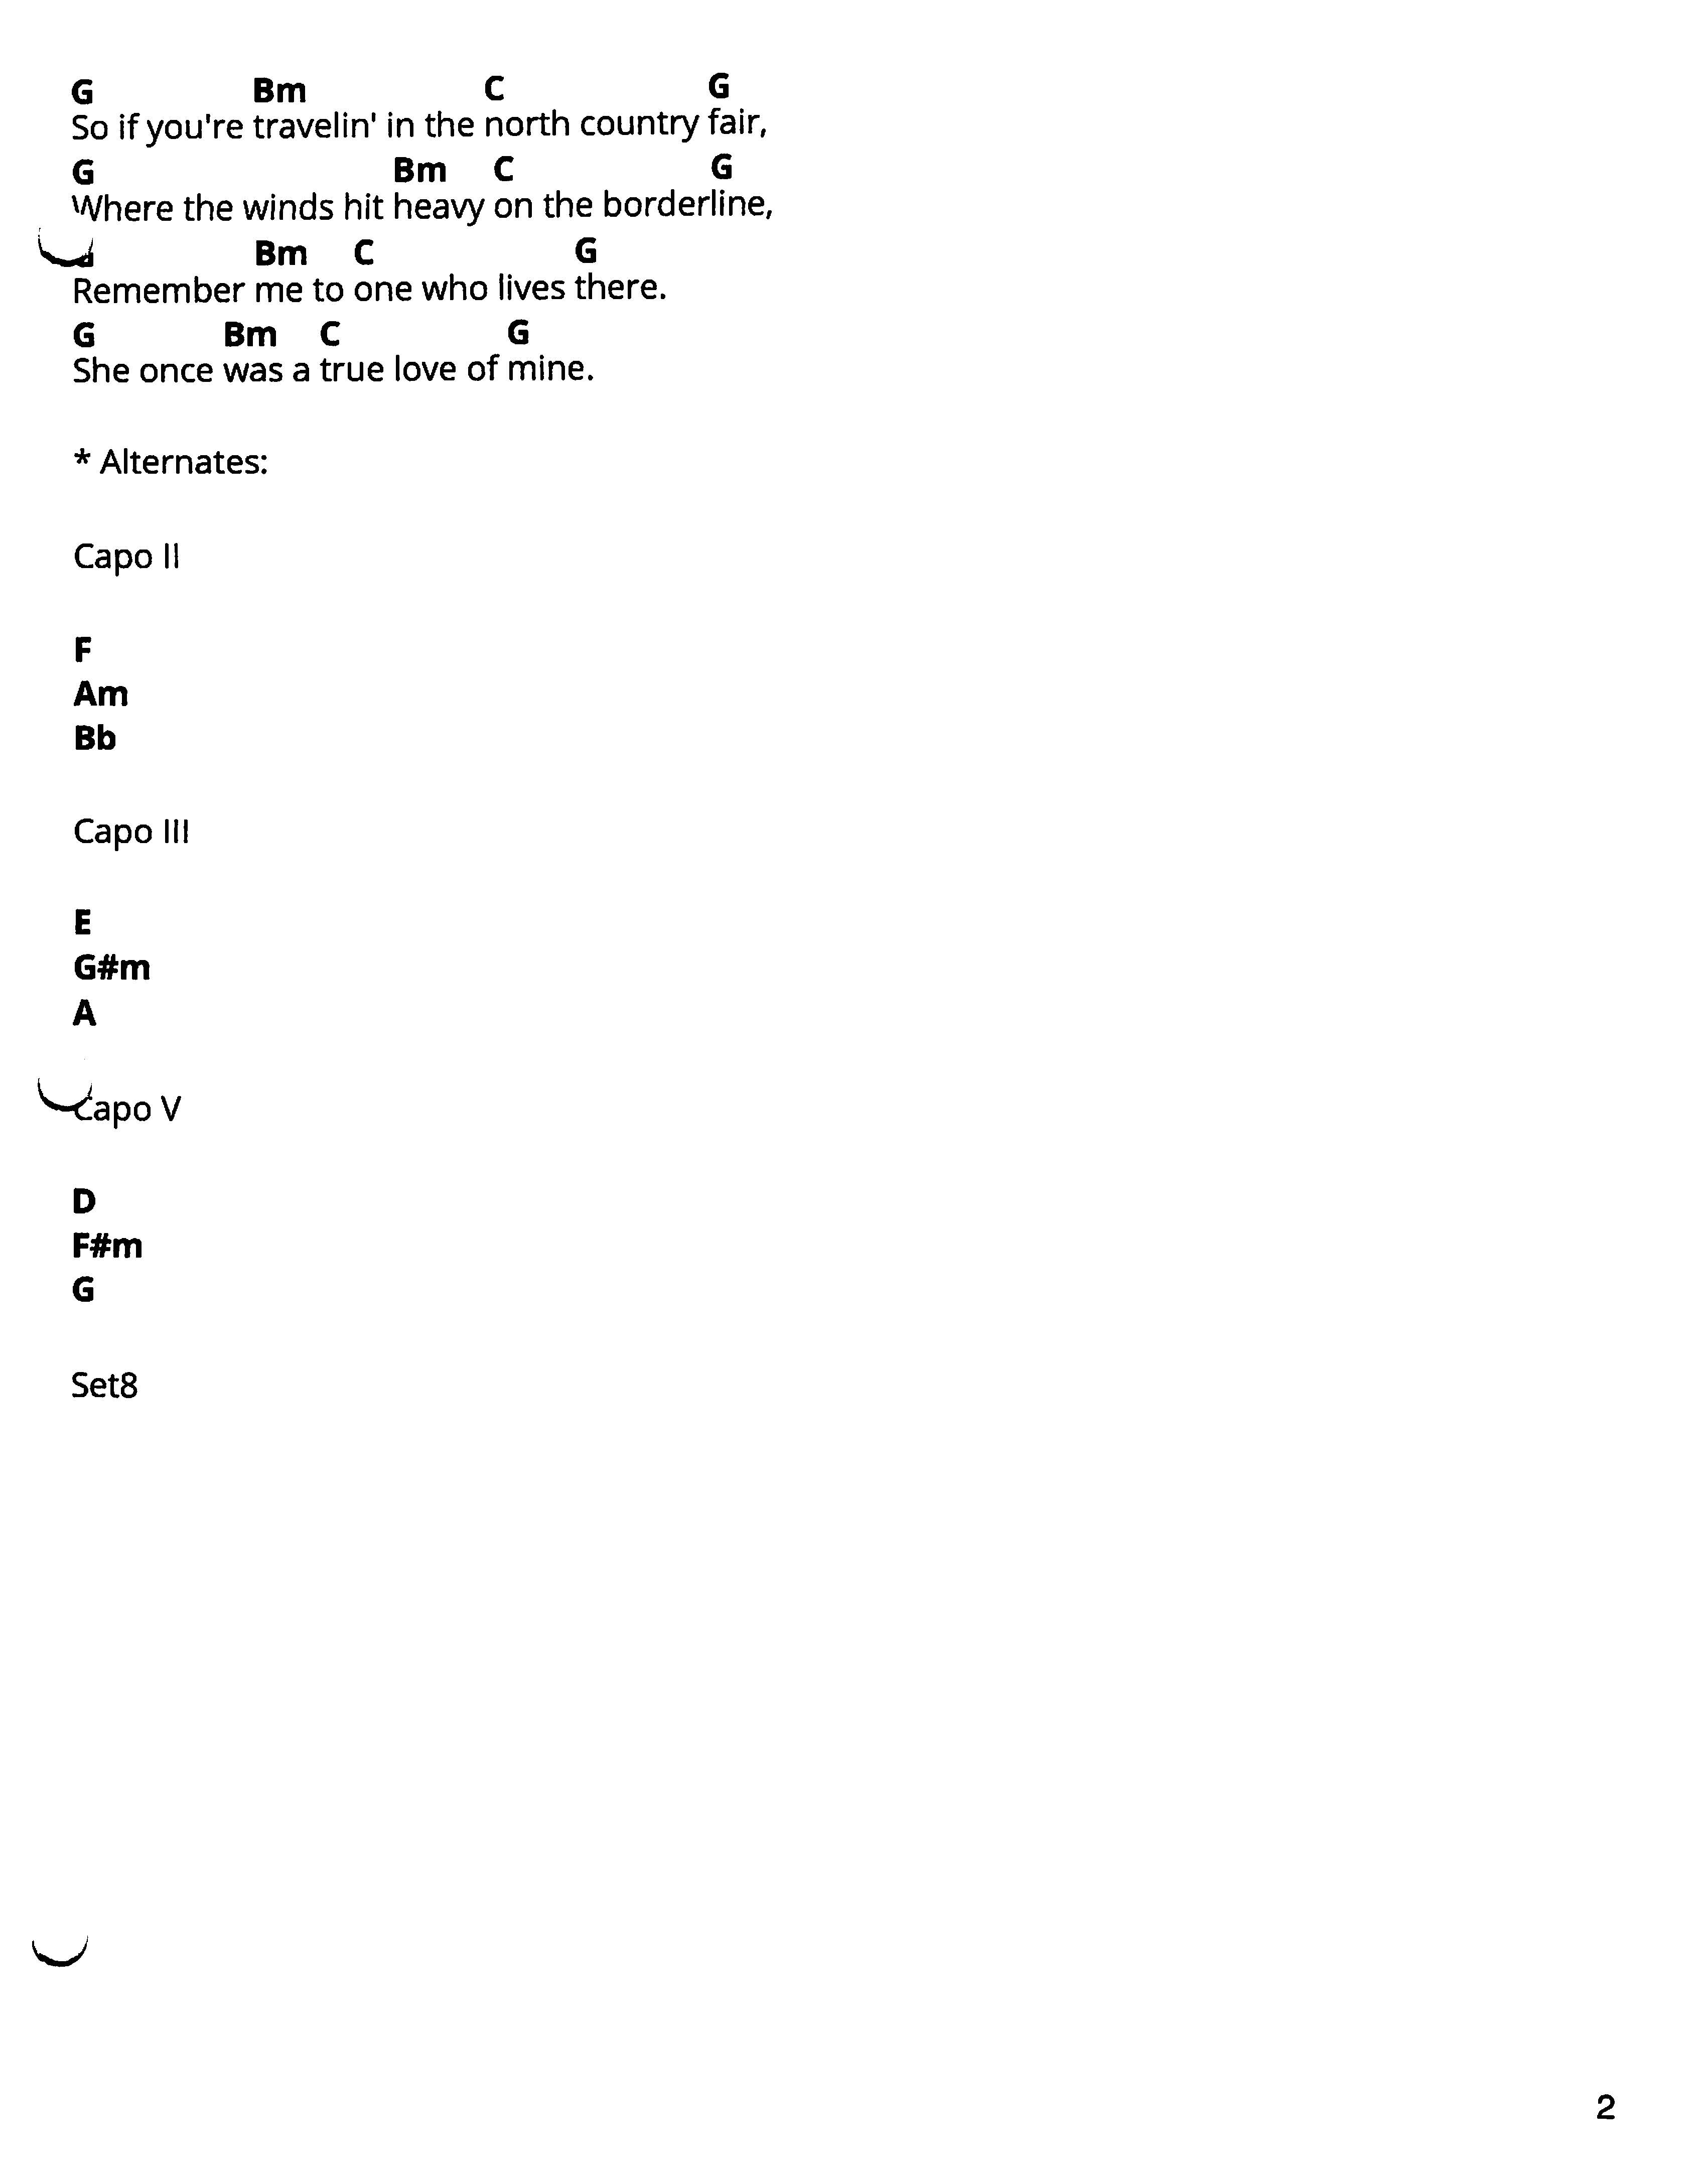 G Bm C G
So if you're travelin' in the north country fair,
G Bm C G
Where the winds hit heavy on the borderline,
Bm C G
Remember me to one who lives there.
G Bm C G
She once was a true love of mine.
* Alternates:
Capo II
F
Am
Bb
Capo III
E
G#m
A
Capo V
D
F#m
G
Set8
2